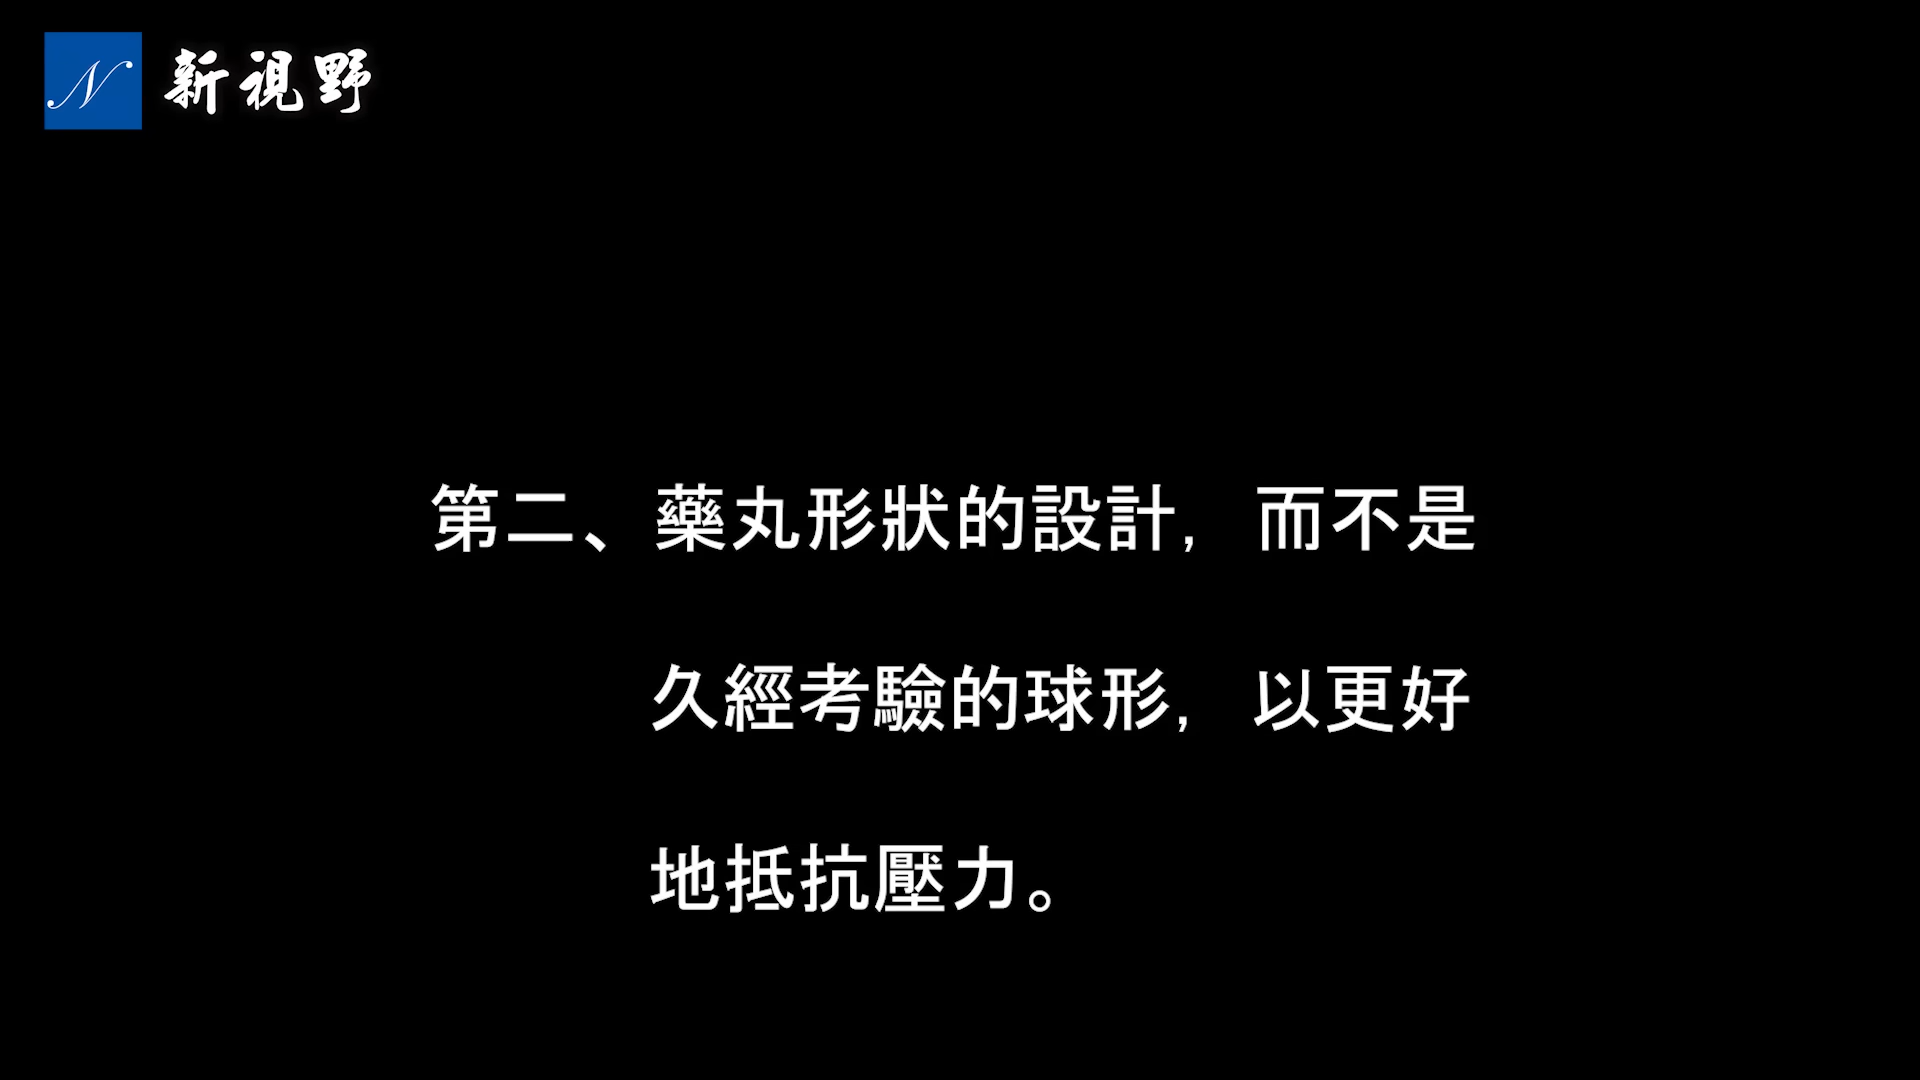 N 新視野
第二、藥丸形狀的設計, 而不是
久經考驗的球形, 以更好
地抵抗壓力。